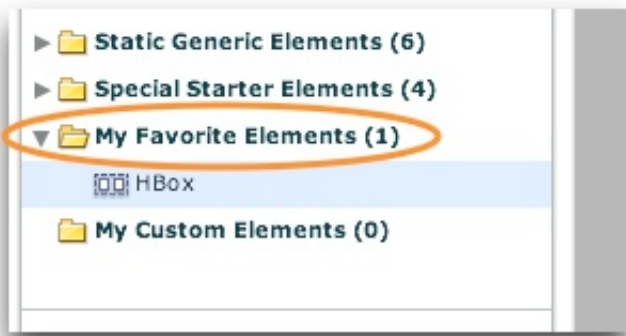 Static Generic Elements (6)
Special Starter Elements (4)
My Favorite Elements (1)
HBox
My Custom Elements (0)